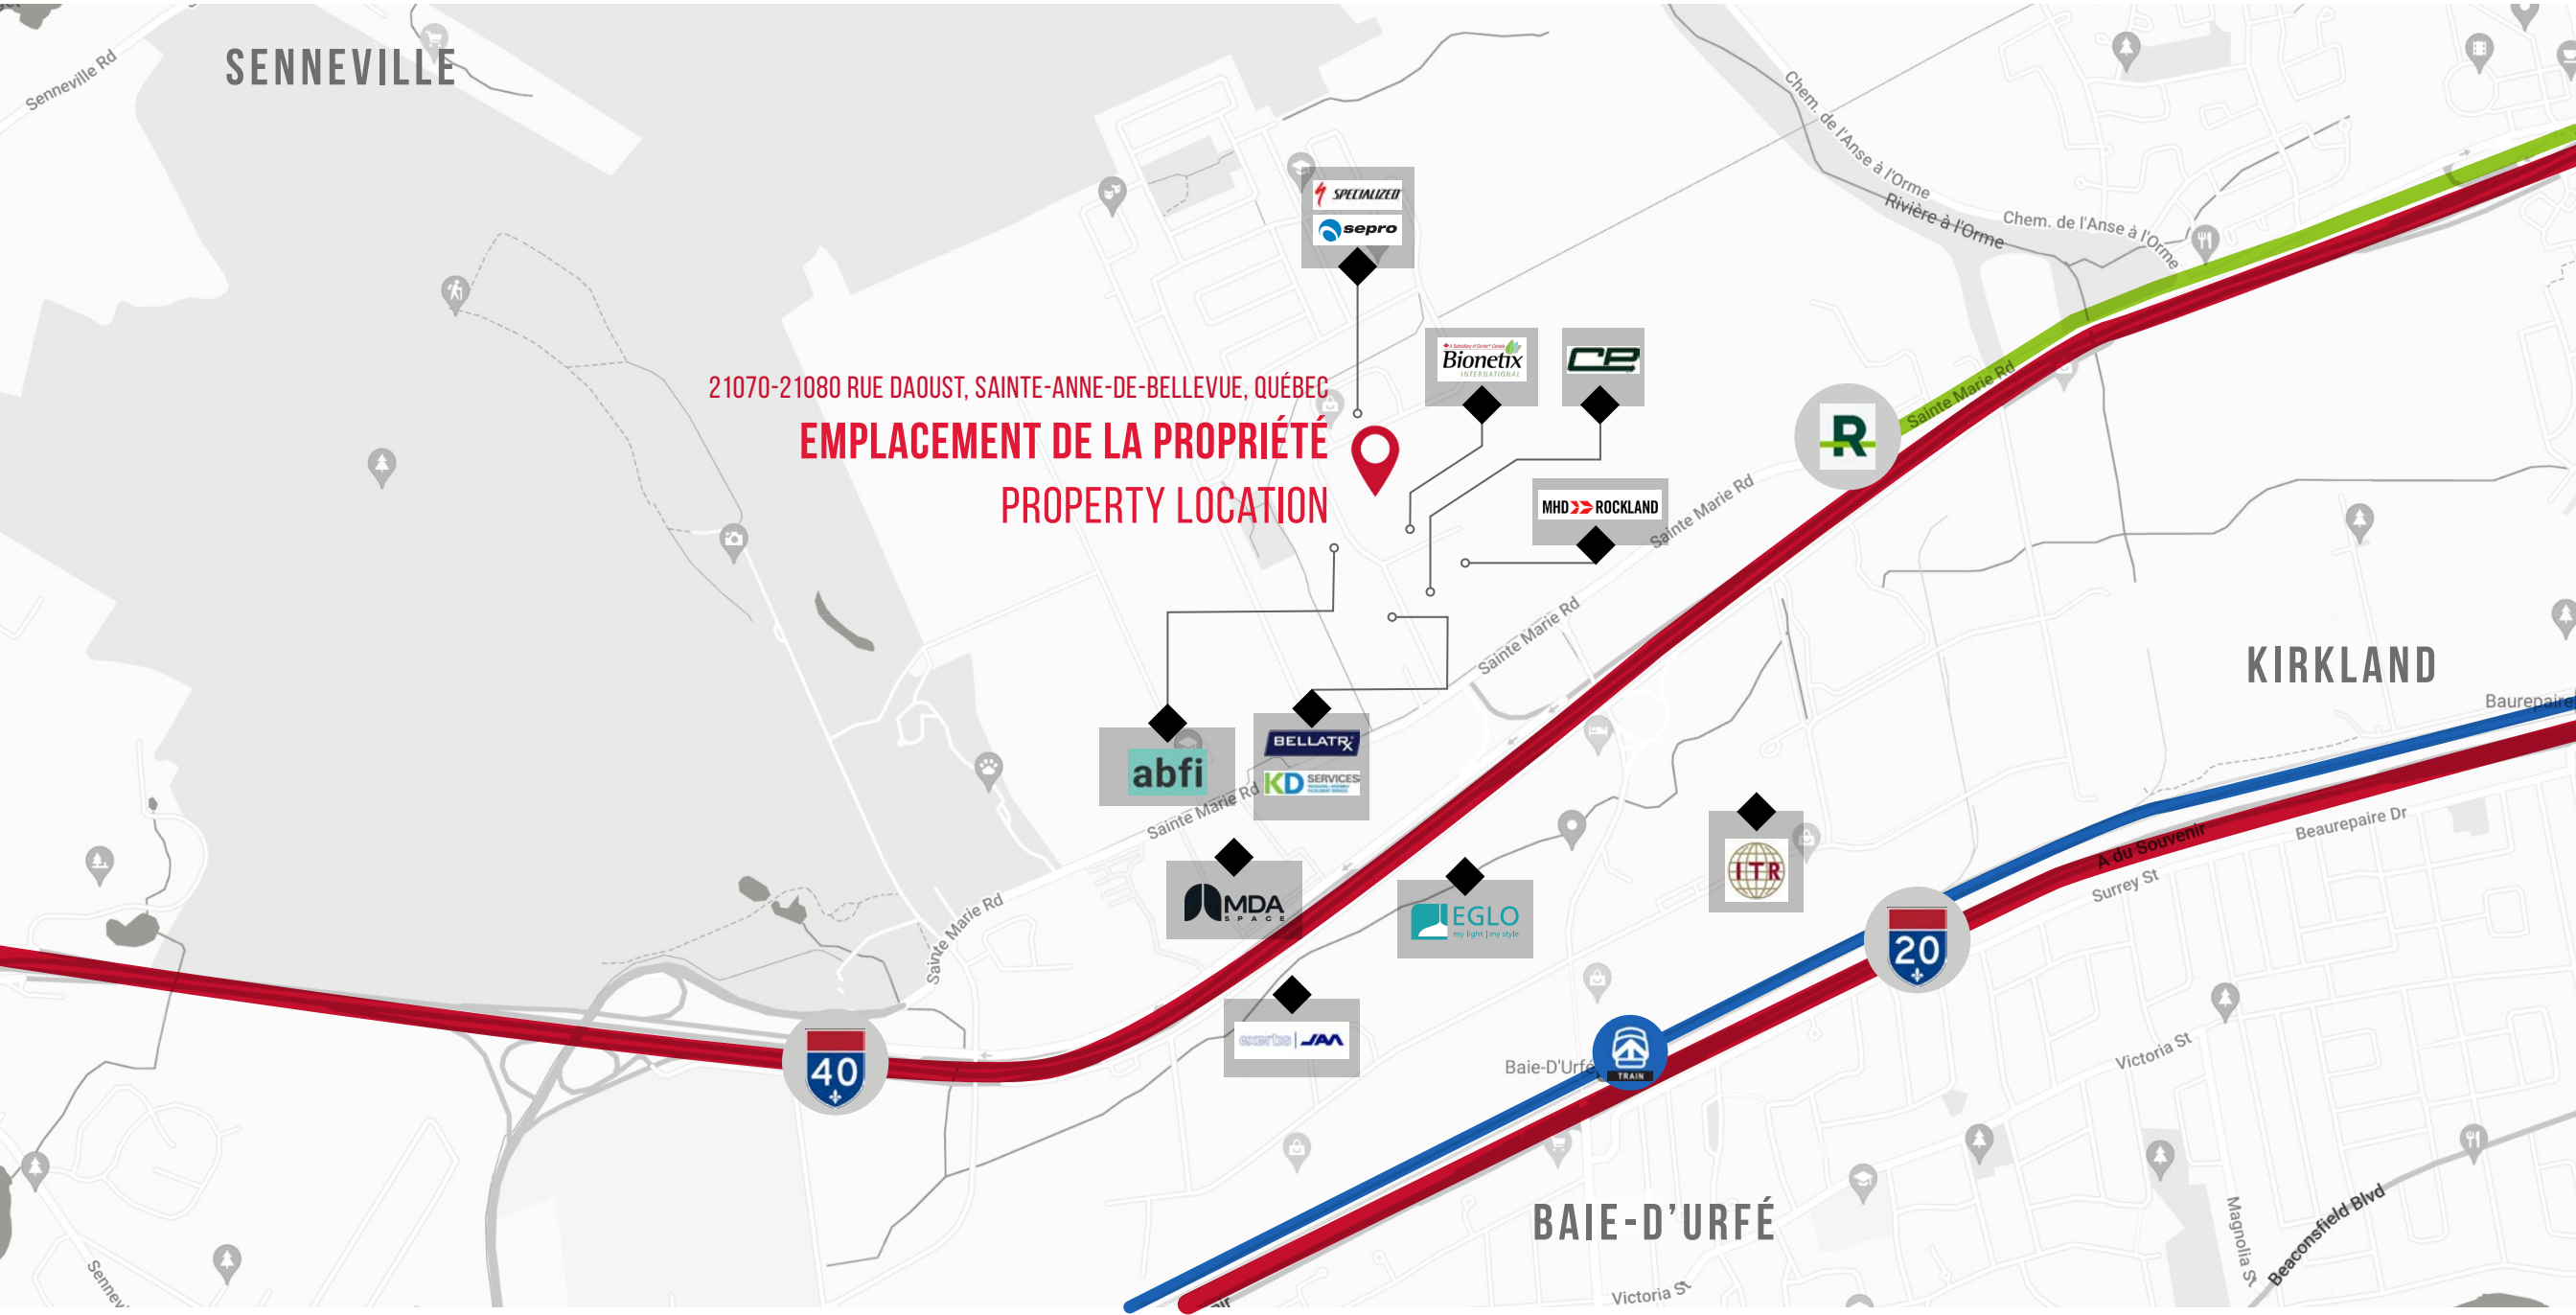 SENNEVILLE
Senneville Rd
Chem. de l'Anse à l'Orme
Rivière à l'Orme
Chem. de l'Anse à l'Orme
SPECIALIZED
sepro
Bionetix
INTERNATIONAL
CP
21070-21080 RUE DAOUST, SAINTE-ANNE-DE-BELLEVUE, QUÉBEC
EMPLACEMENT DE LA PROPRIÉTÉ
PROPERTY LOCATION
R
Sainte Marie Rd
MHD ROCKLAND
Sainte Marie Rd
Sainte Marie Rd
KIRKLAND
Baurepaire
abfi
BELLATRx
KD SERVICES
Sainte Marie Rd
MDA
SPACE
EGLO
my light | my style
ITR
A du Souvenir
Beaurepaire Dr
Surrey St
Sainte Marie Rd
20
exertis | JAM
40
Baie-D'Urfé
TRAIN
Victoria St
BAIE-D'URFÉ
Magnolia St
Beaconsfield Blvd
Victoria St